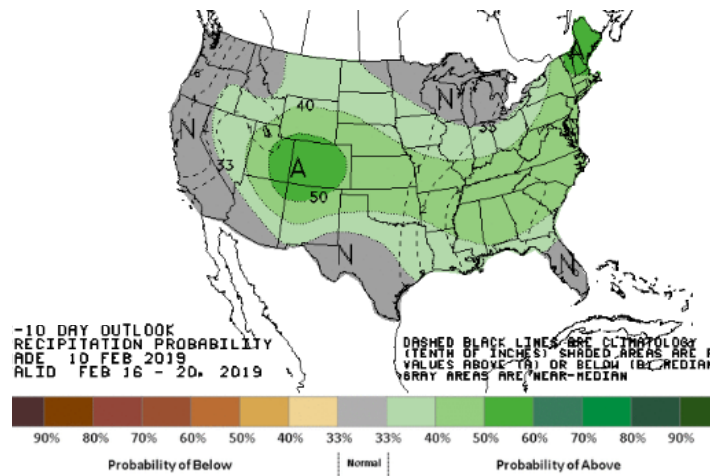 A
40
N
N
33
33
A
50
N
N
-10 DAY OUTLOOK
RECIPITATION PROBABILITY
ADE 10 FEB 2019
ALID FEB 16 - 20, 2019
DASHED BLACK LINES ARE CLIMATOLOGY
(TENTH OF INCHES) SHADED AREAS ARE F
VALUES ABOVE (A) OR BELOW (B) MEDIAN
GRAY AREAS ARE NEAR-MEDIAN
90% 80% 70% 60% 50% 40% 33% 33% 40% 50% 60% 70% 80% 90%
Probability of Below Normal Probability of Above